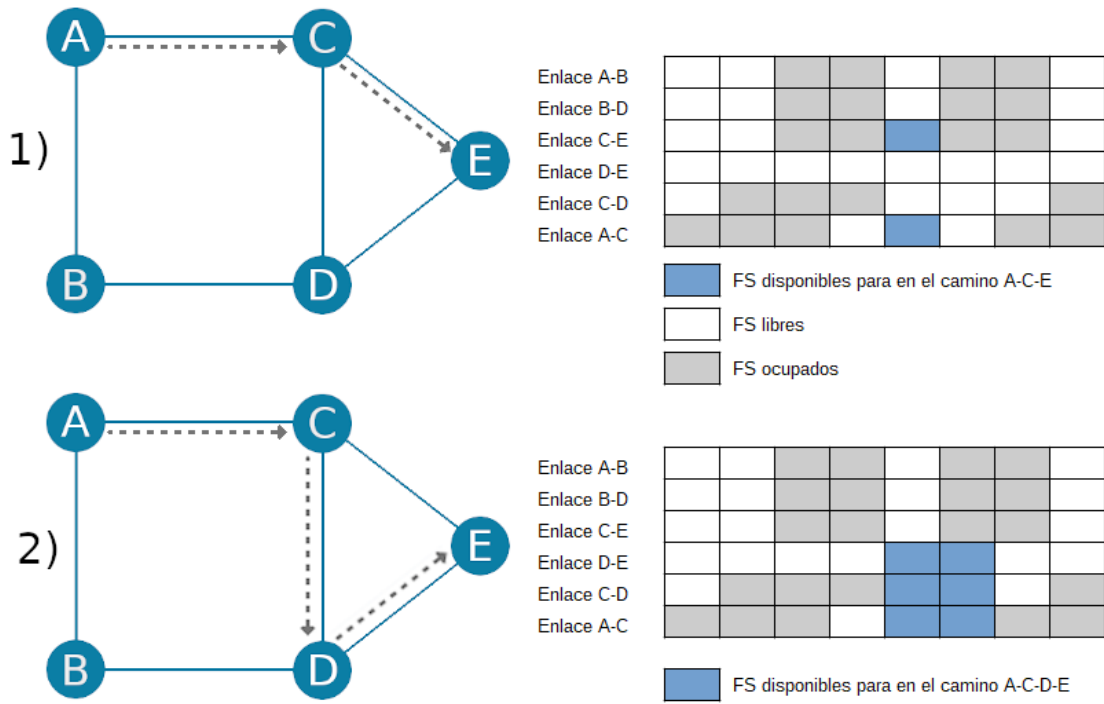 1)
A
C
E
B
D
Enlace A-B
Enlace B-D
Enlace C-E
Enlace D-E
Enlace C-D
Enlace A-C
FS disponibles para en el camino A-C-E
FS libres
FS ocupados
2)
A
C
E
B
D
Enlace A-B
Enlace B-D
Enlace C-E
Enlace D-E
Enlace C-D
Enlace A-C
FS disponibles para en el camino A-C-D-E